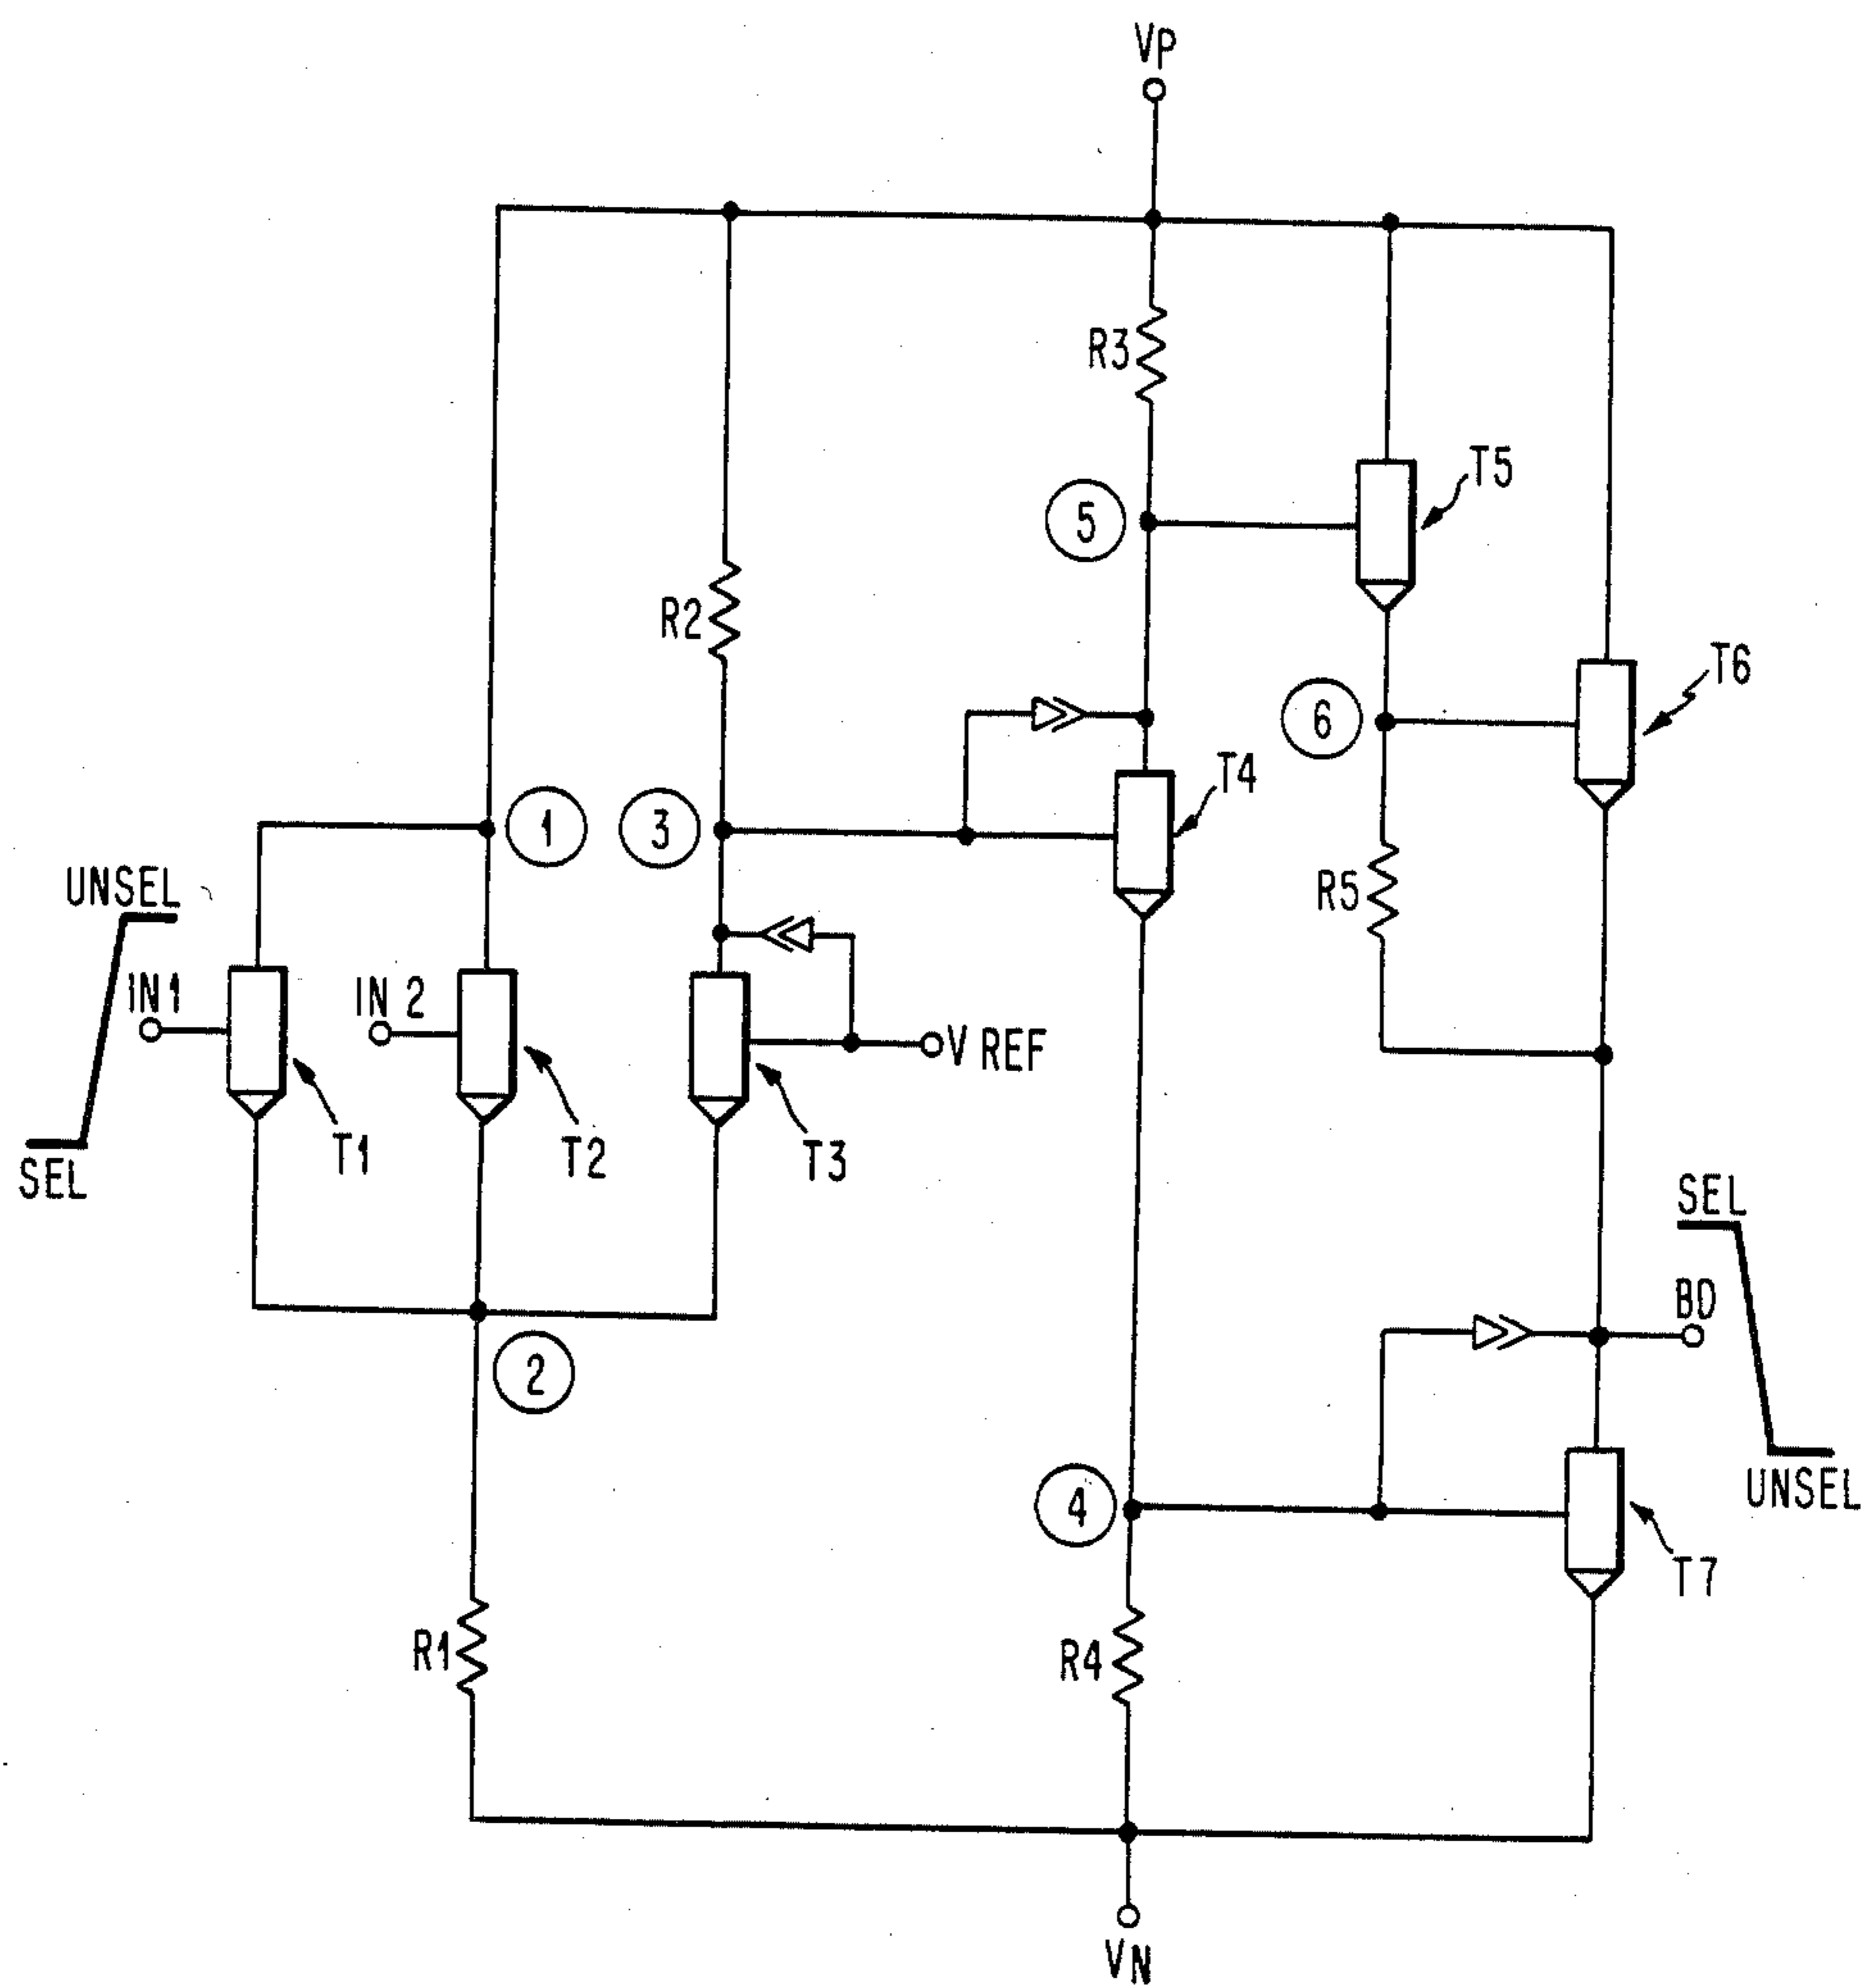 VP
R3
T5
5
R2
T6
6
T4
1
3
UNSEL
R5
IN1
IN 2
V REF
T1
T2
T3
SEL
SEL
BD
2
4
UNSEL
T7
R1
R4
VN